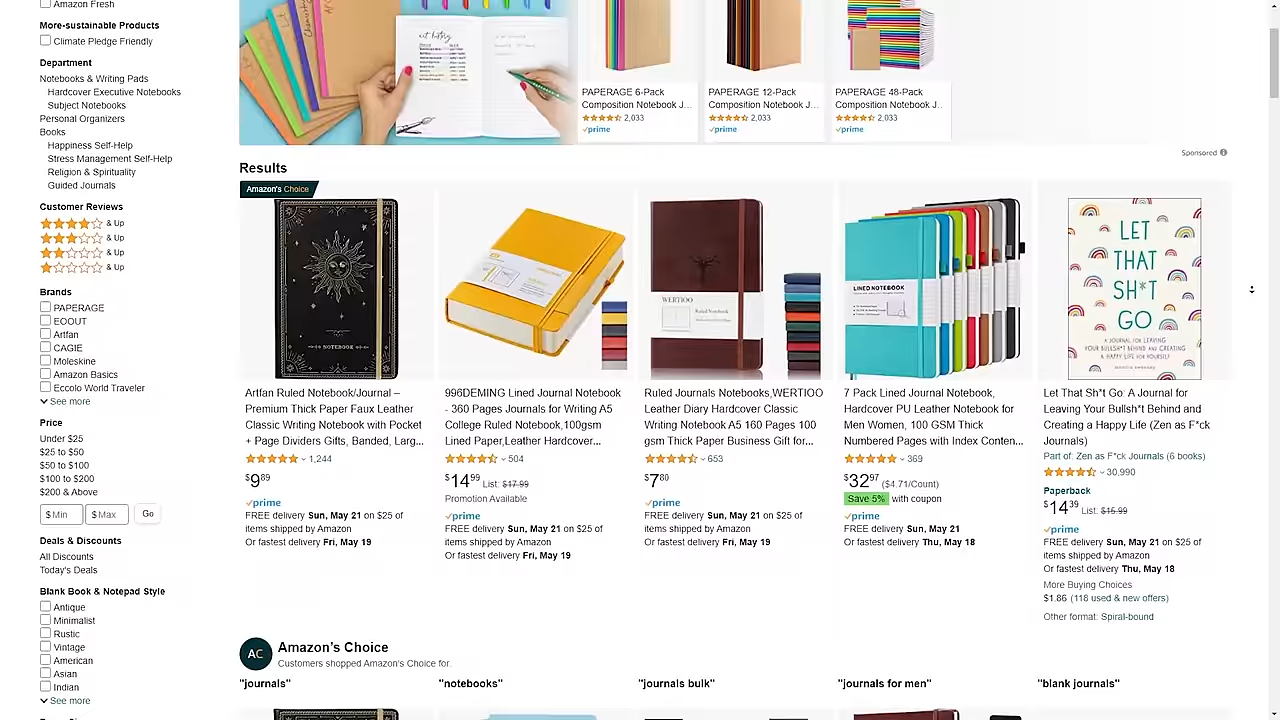 Amazon Fresh
More-sustainable Products
Climate Pledge Friendly
Department
Notebooks & Writing Pads
Hardcover Executive Notebooks
Subject Notebooks
Personal Organizers
Books
Happiness Self-Help
Stress Management Self-Help
Religion & Spirituality
Guided Journals
Customer Reviews
& Up
& Up
& Up
& Up
Brands
PAPERAGE
EOOUT
Artfan
CAGIE
Moleskine
Amazon Basics
Eccolo World Traveler
See more
Price
Under $25
$25 to $50
$50 to $100
$100 to $200
$200 & Above
$ Min
$ Max
Go
Deals & Discounts
All Discounts
Today's Deals
Blank Book & Notepad Style
Antique
Minimalist
Rustic
Vintage
American
Asian
Indian
See more
art history
PAPERAGE 6-Pack
Composition Notebook J...
2,033
prime
PAPERAGE 12-Pack
Composition Notebook J...
2,033
prime
PAPERAGE 48-Pack
Composition Notebook J..
2,033
prime
Sponsored
Results
Amazon's Choice
NOTEBOOK
Artfan Notebook/Journal –
Premium Thick Paper Faux Leather
Classic Writing Notebook with Pocket
+ Page Dividers Gifts, Banded, Larg...
1,244
$9 89
prime
FREE delivery Sun, May 21 on $25 of
items shipped by Amazon
Or fastest delivery Fri, May 19
996DEMING Lined Journal Notebook
- 360 Pages Journals for Writing A5
College Ruled Notebook,100gsm
Lined Paper,Leather Hardcover...
504
$14 99 List: $17.99
Promotion Available
prime
FREE delivery Sun, May 21 on $25 of
items shipped by Amazon
Or fastest delivery Fri, May 19
WERTIOO
Ruled Notebook
Ruled Journals Notebooks,WERTIOO
Leather Diary Hardcover Classic
Writing Notebook A5 160 Pages 100
gsm Thick Paper Business Gift for...
653
$7 80
prime
FREE delivery Sun, May 21 on $25 of
items shipped by Amazon
Or fastest delivery Fri, May 19
LINED NOTEBOOK
7 Pack Lined Journal Notebook,
Hardcover PU Leather Notebook for
Men Women, 100 GSM Thick
Numbered Pages with Index Conten...
369
$32 97 ($4.71/Count)
Save 5% with coupon
prime
FREE delivery Sun, May 21
Or fastest delivery Thu, May 18
LET
THAT
SH*T
GO
A JOURNAL FOR
LEAVING YOUR BULLSH*T
BEHIND AND CREATING
A HAPPY LIFE
Let That Sh*t Go: A Journal for
Leaving Your Bullsh*t Behind and
Creating a Happy Life (Zen as F*ck
Journals)
Part of: Zen as F*ck Journals (6 books)
30,990
Paperback
$14 39 List: $15.99
prime
FREE delivery Sun, May 21 on $25 of
items shipped by Amazon
Or fastest delivery Thu, May 18
More Buying Choices
$1.86 (118 used & new offers)
Other format: Spiral-bound
AC
Amazon's Choice
Customers shopped Amazon's Choice for.
"journals"
"notebooks"
"journals bulk"
"journals for men"
"blank journals"